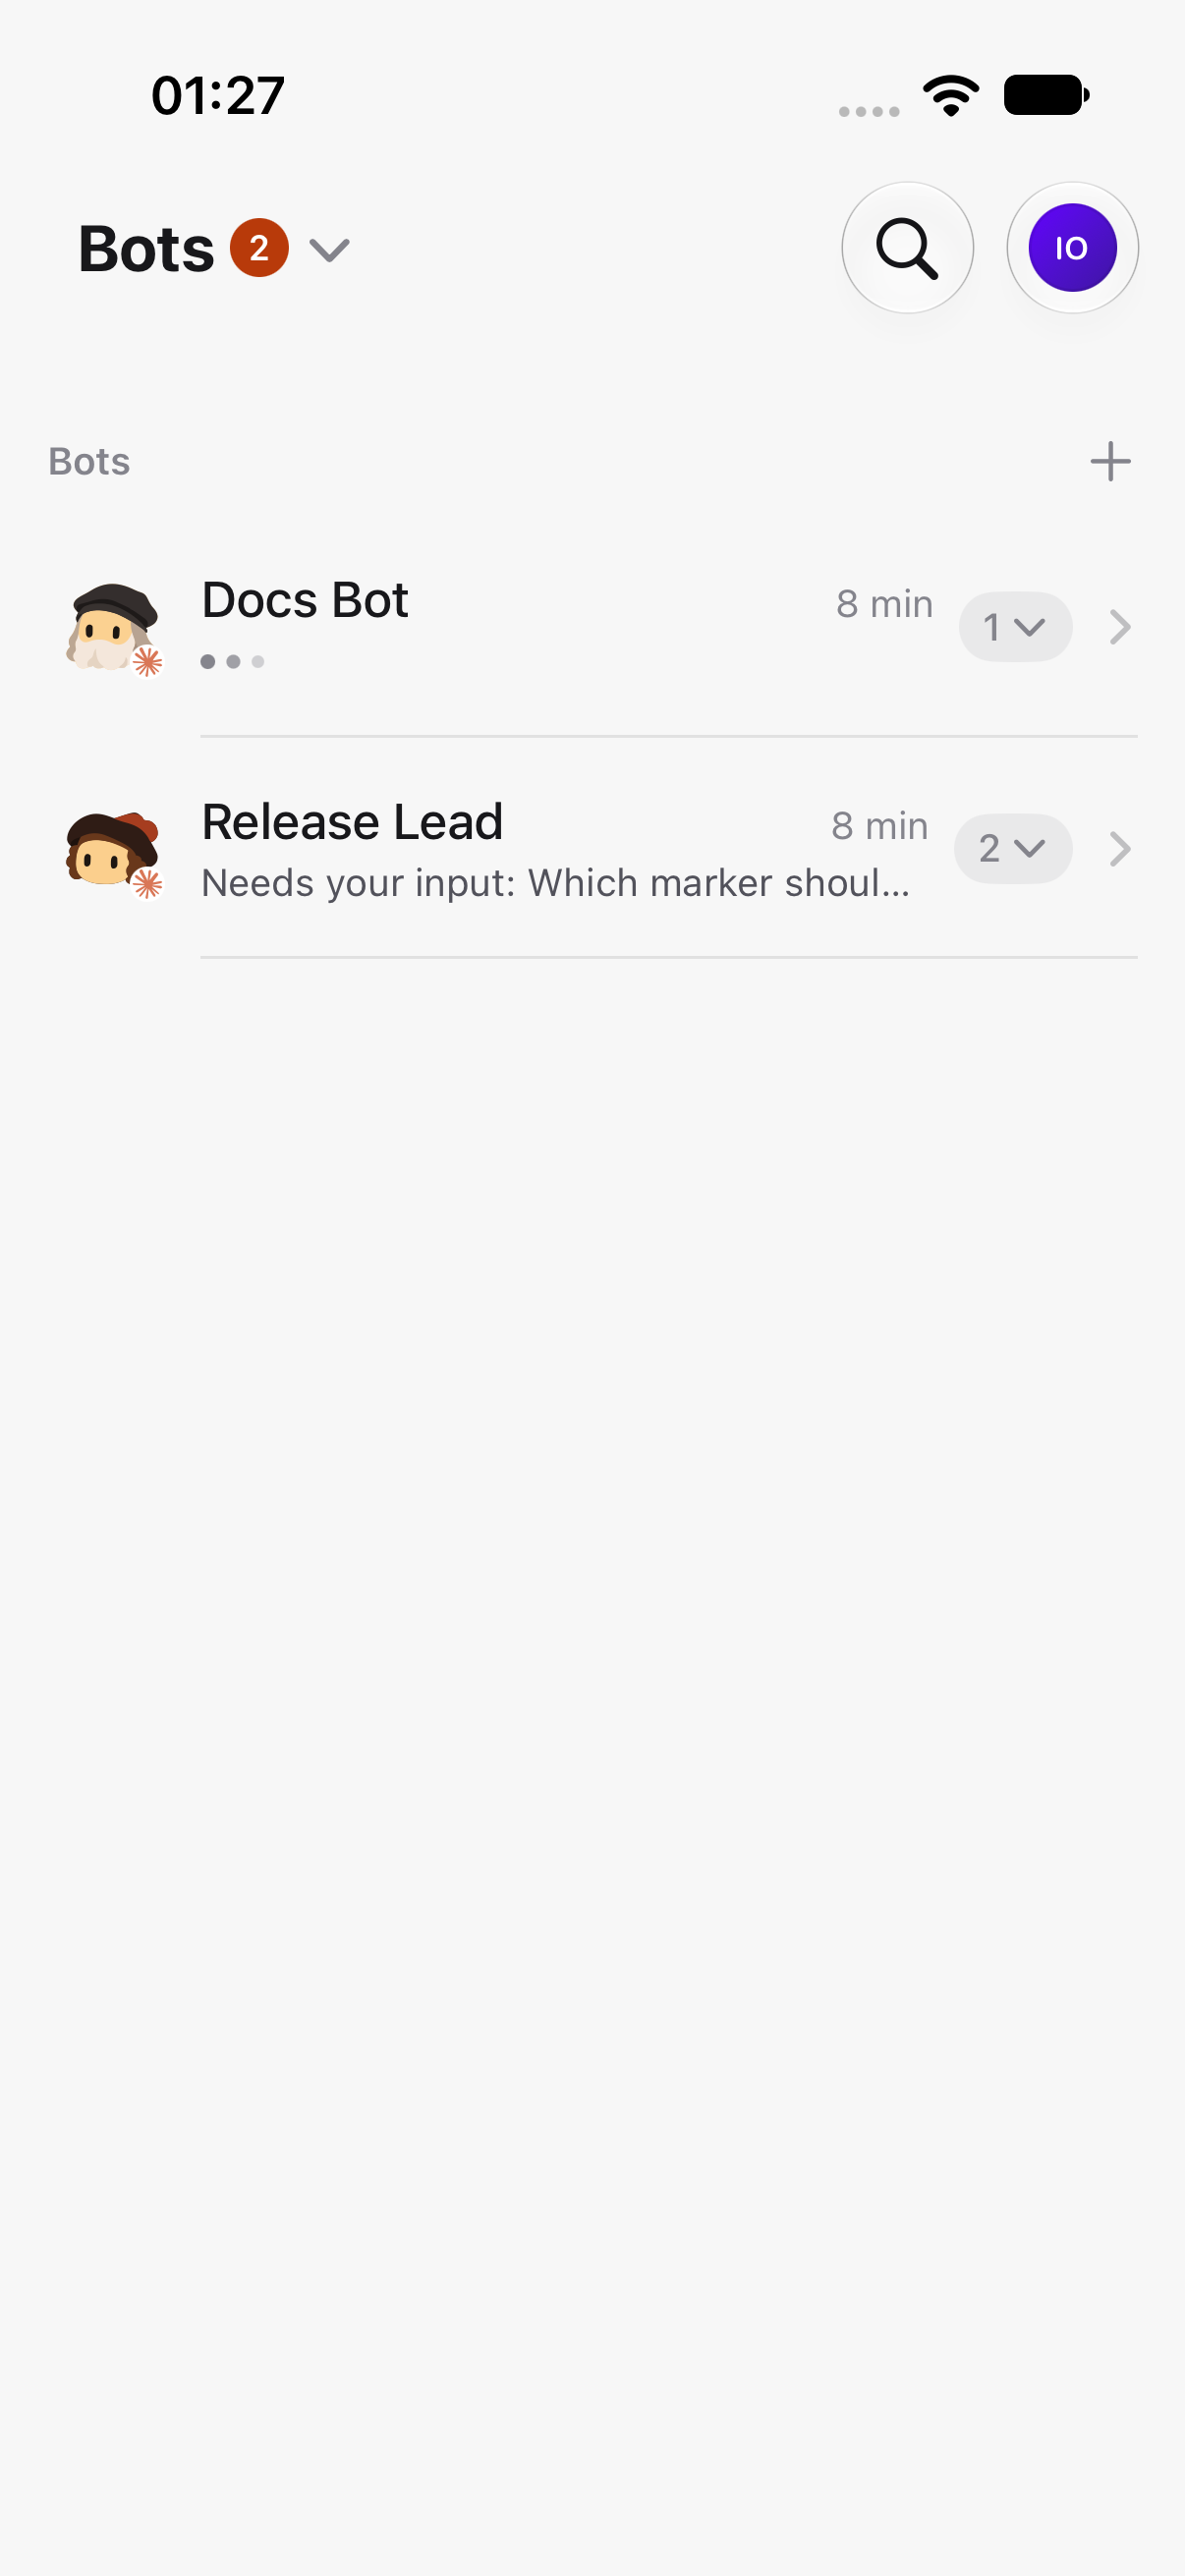 01:27
Bots 2
IO
Bots
Docs Bot 8 min 1
Release Lead 8 min 2
Needs your input: Which marker shoul...